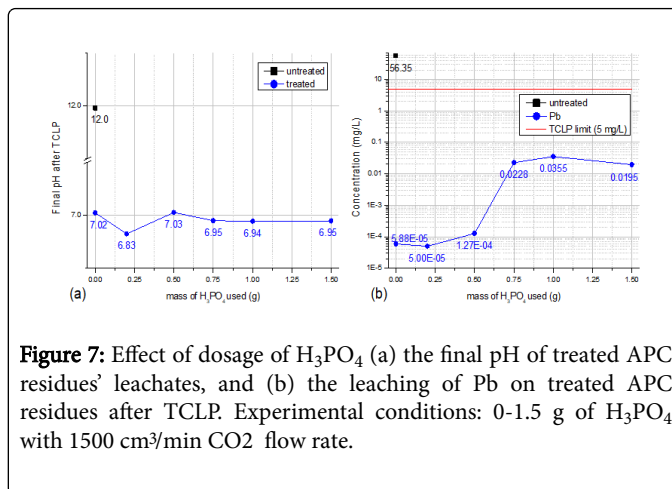 untreated
treated
12.0
12.0
7.0
7.02
6.83
7.03
6.95
6.94
6.95
Final pH after TCLP
0.00 0.25 0.50 0.75 1.00 1.25 1.50
(a) mass of H₃PO₄ used (g)
56.35
untreated
Pb
TCLP limit (5 mg/L)
10
1
0.1
0.01
1E-3
1E-4
1E-5
Concentration (mg/L)
5.88E-05
5.00E-05
1.27E-04
0.0228
0.0355
0.0195
0.00 0.25 0.50 0.75 1.00 1.25 1.50
(b) mass of H₃PO₄ used (g)
Figure 7: Effect of dosage of H₃PO₄ (a) the final pH of treated APC
residues' leachates, and (b) the leaching of Pb on treated APC
residues after TCLP. Experimental conditions: 0-1.5 g of H₃PO₄
with 1500 cm³/min CO2 flow rate.